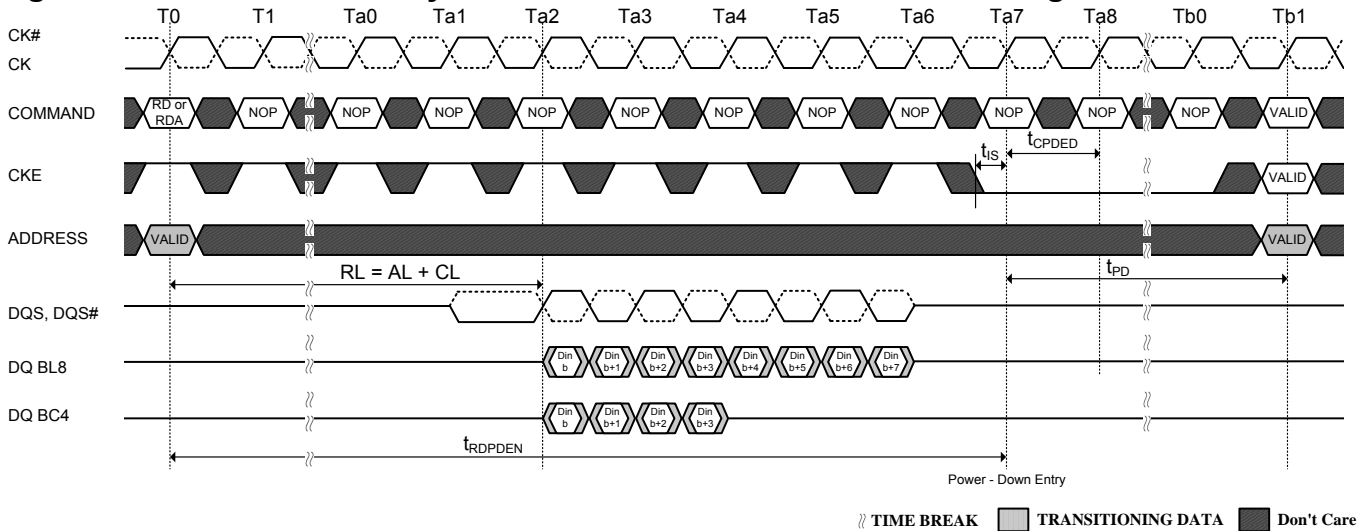 T0 T1 Ta0 Ta1 Ta2 Ta3 Ta4 Ta5 Ta6 Ta7 Ta8 Tb0 Tb1
CK#
CK
COMMAND RD or RDA NOP NOP NOP NOP NOP NOP NOP NOP NOP NOP NOP VALID
tIS tCPDED
CKE VALID
ADDRESS VALID VALID
RL = AL + CL tPD
DQS, DQS#
DQ BL8 Din b Din b+1 Din b+2 Din b+3 Din b+4 Din b+5 Din b+6 Din b+7
DQ BC4 Din b Din b+1 Din b+2 Din b+3
tRDPDEN
Power - Down Entry
TIME BREAK TRANSITIONING DATA Don't Care